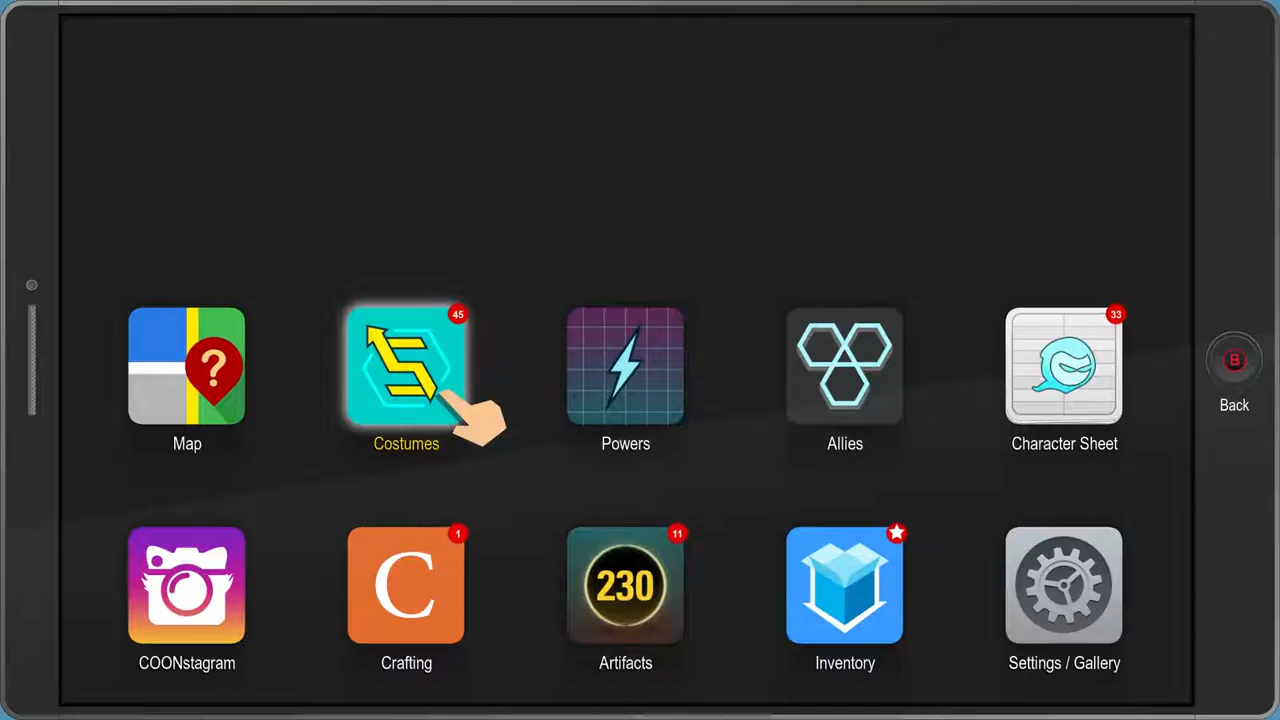 45
33
?
B
Back
Map
Costumes
Powers
Allies
Character Sheet
1
11
C
230
COONstagram
Crafting
Artifacts
Inventory
Settings / Gallery